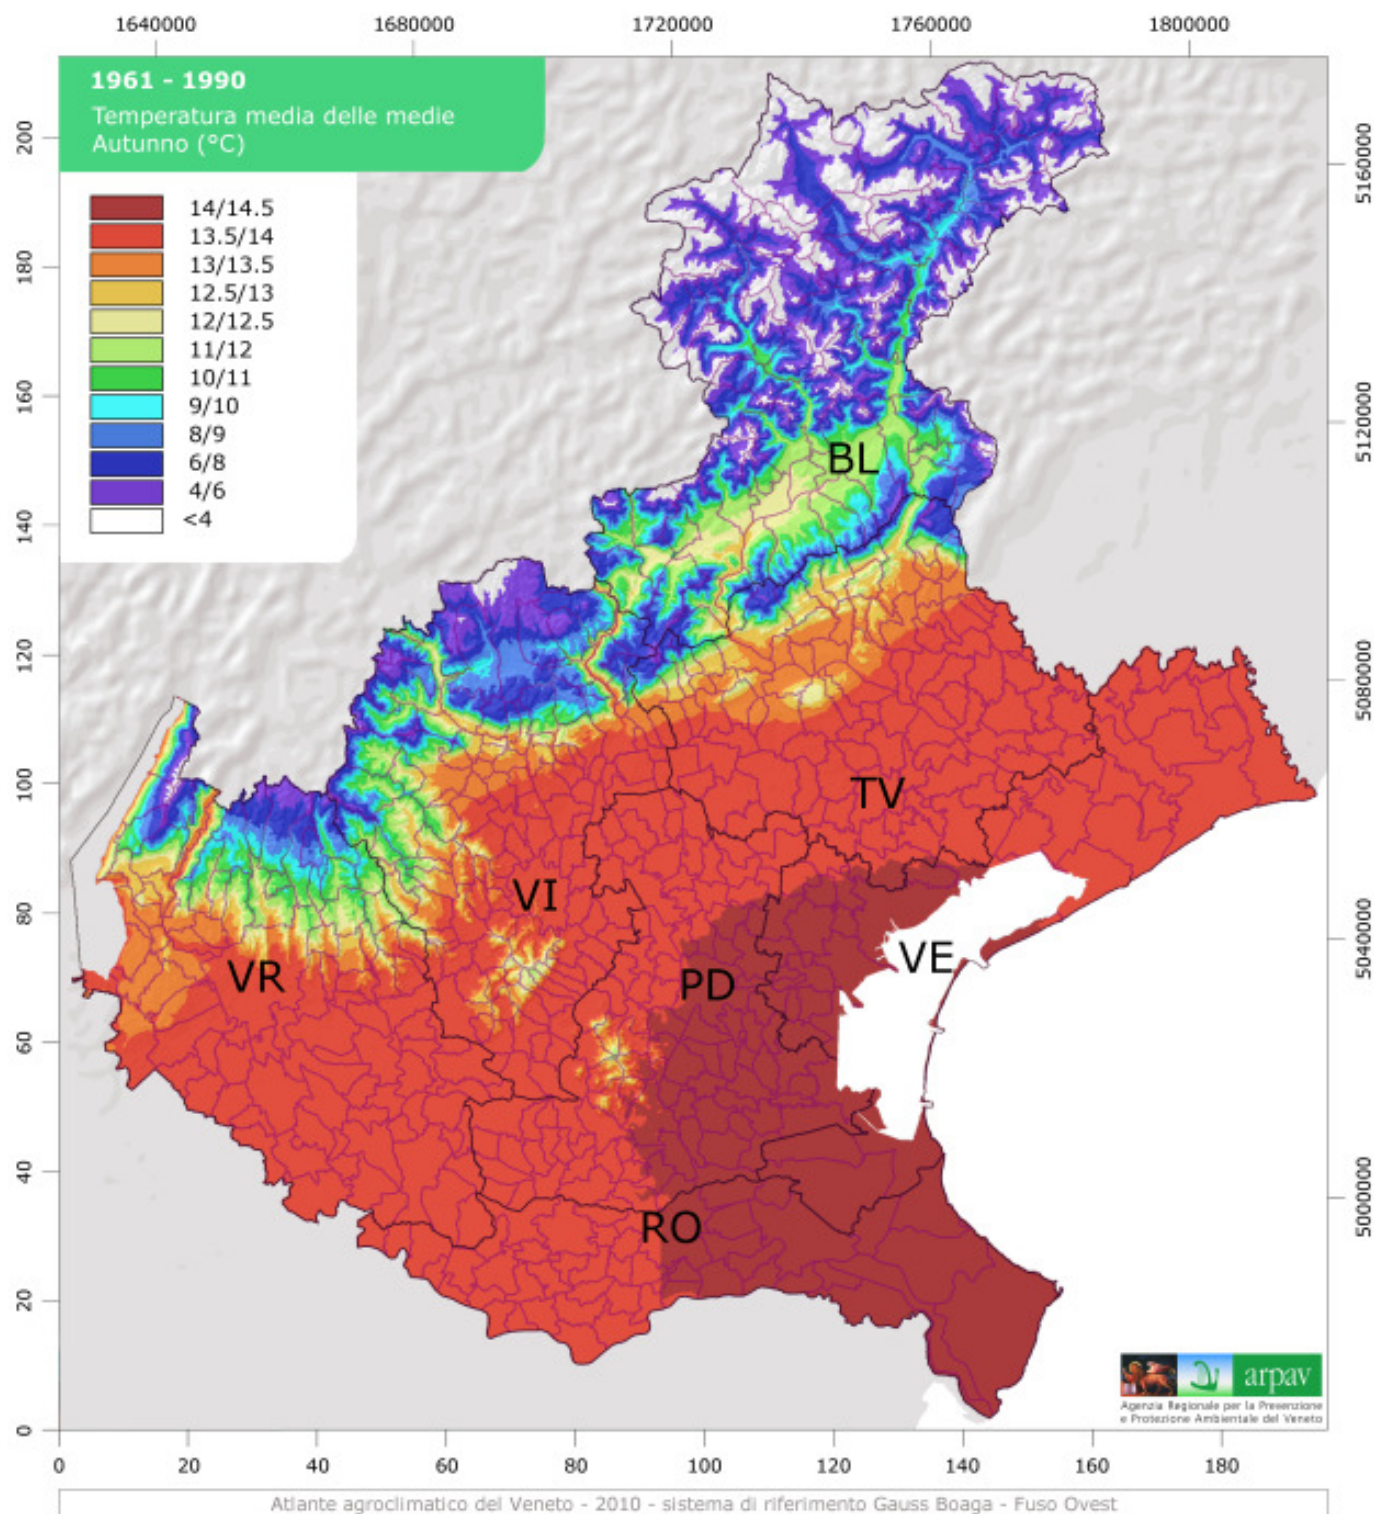 1640000 1680000 1720000 1760000 1800000
1961 - 1990
Temperatura media delle medie
Autunno (°C)
14/14.5
13.5/14
13/13.5
12.5/13
12/12.5
11/12
10/11
9/10
8/9
6/8
4/6
<4
200
180
160
140
120
100
80
60
40
20
0
5160000
5120000
5080000
5040000
5000000
BL
TV
VI
VE
VR
PD
RO
arpav
Agenzia Regionale per la Prevenzione
e Protezione Ambientale del Veneto
0 20 40 60 80 100 120 140 160 180
Atlante agroclimatico del Veneto - 2010 - sistema di riferimento Gauss Boaga - Fuso Ovest